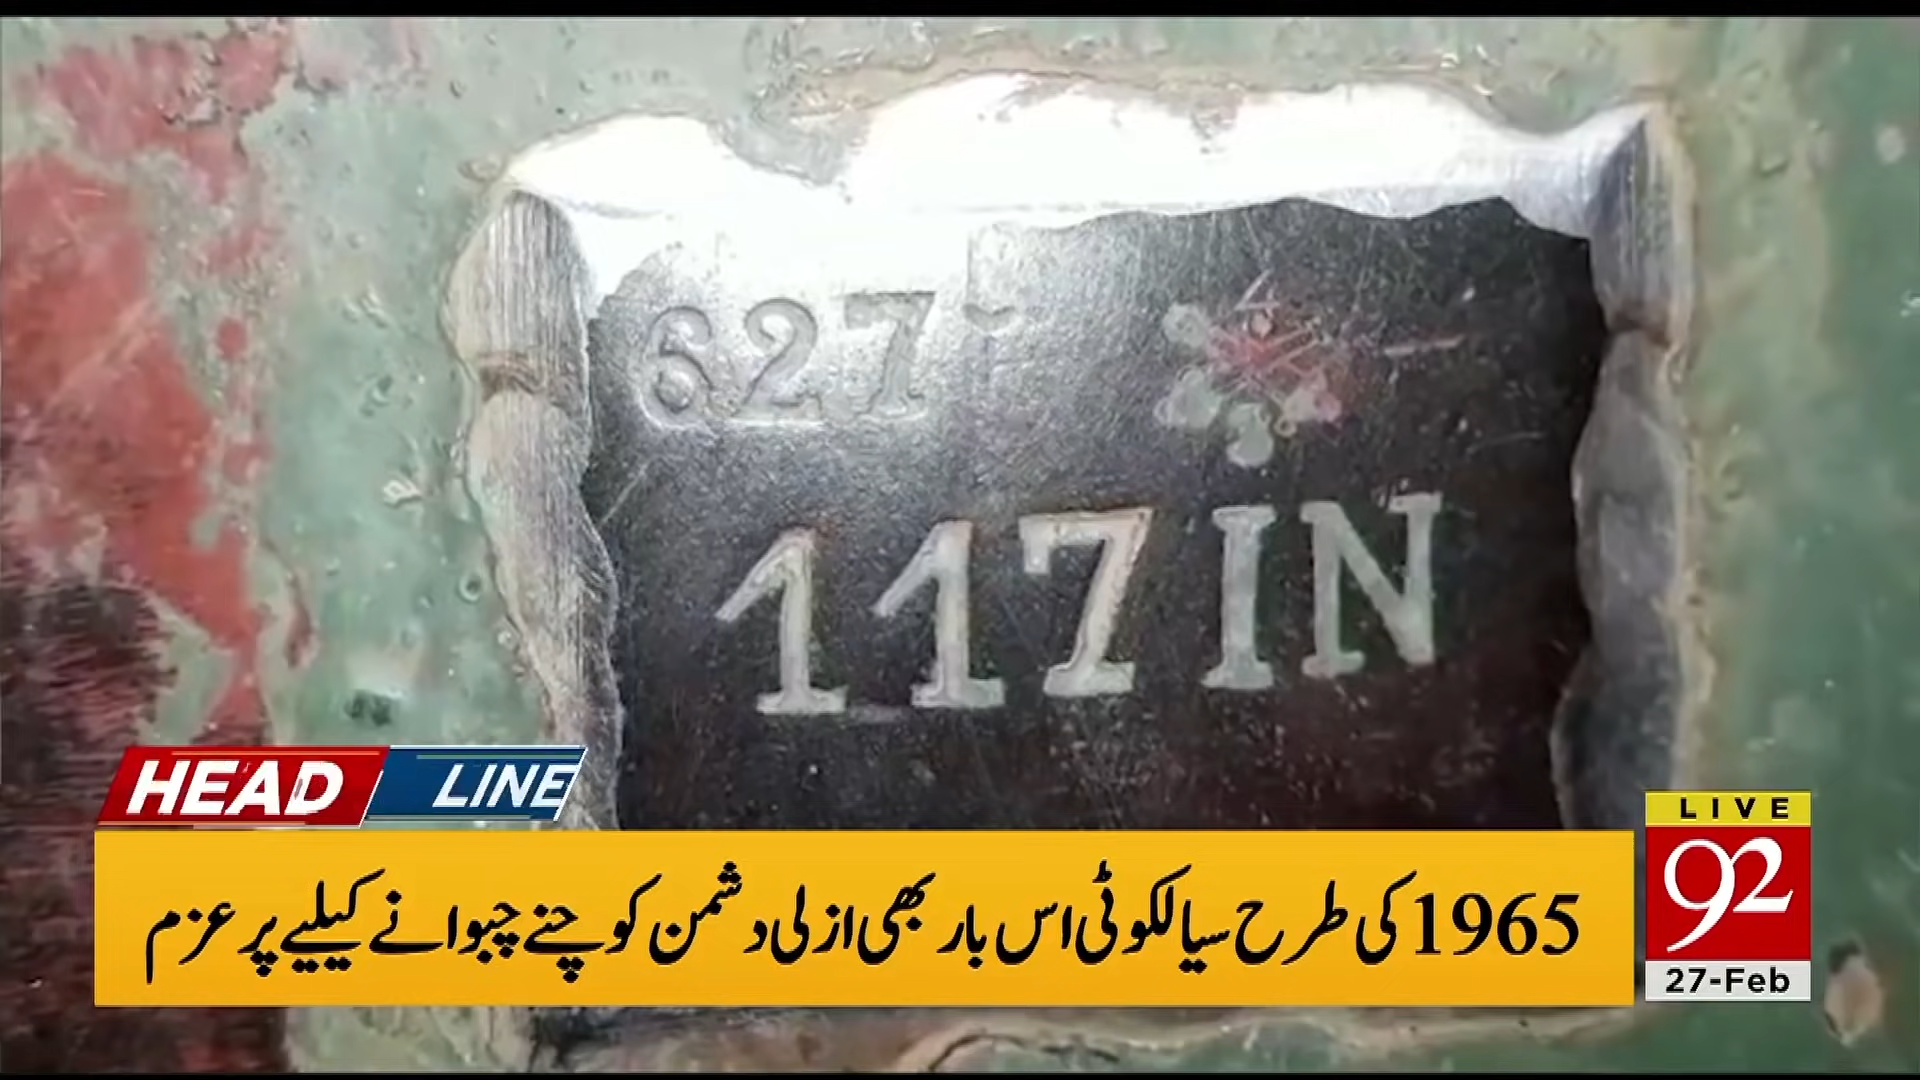 627
117IN
HEAD LINE
1965 کی طرح سیالکوٹی اس بار بھی ازلی دشمن کو چنے چبوانے کیلیے پر عزم
LIVE
92
27-Feb